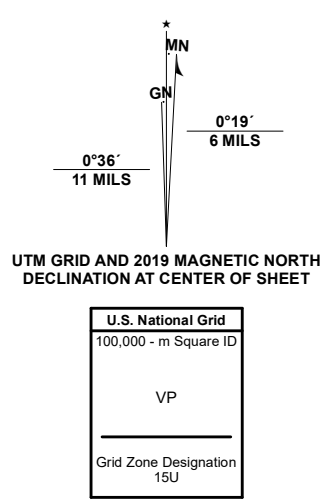 ★
MN
GN
0°19´
6 MILS
0°36´
11 MILS
UTM GRID AND 2019 MAGNETIC NORTH
DECLINATION AT CENTER OF SHEET
U.S. National Grid
100,000 - m Square ID
VP
Grid Zone Designation
15U